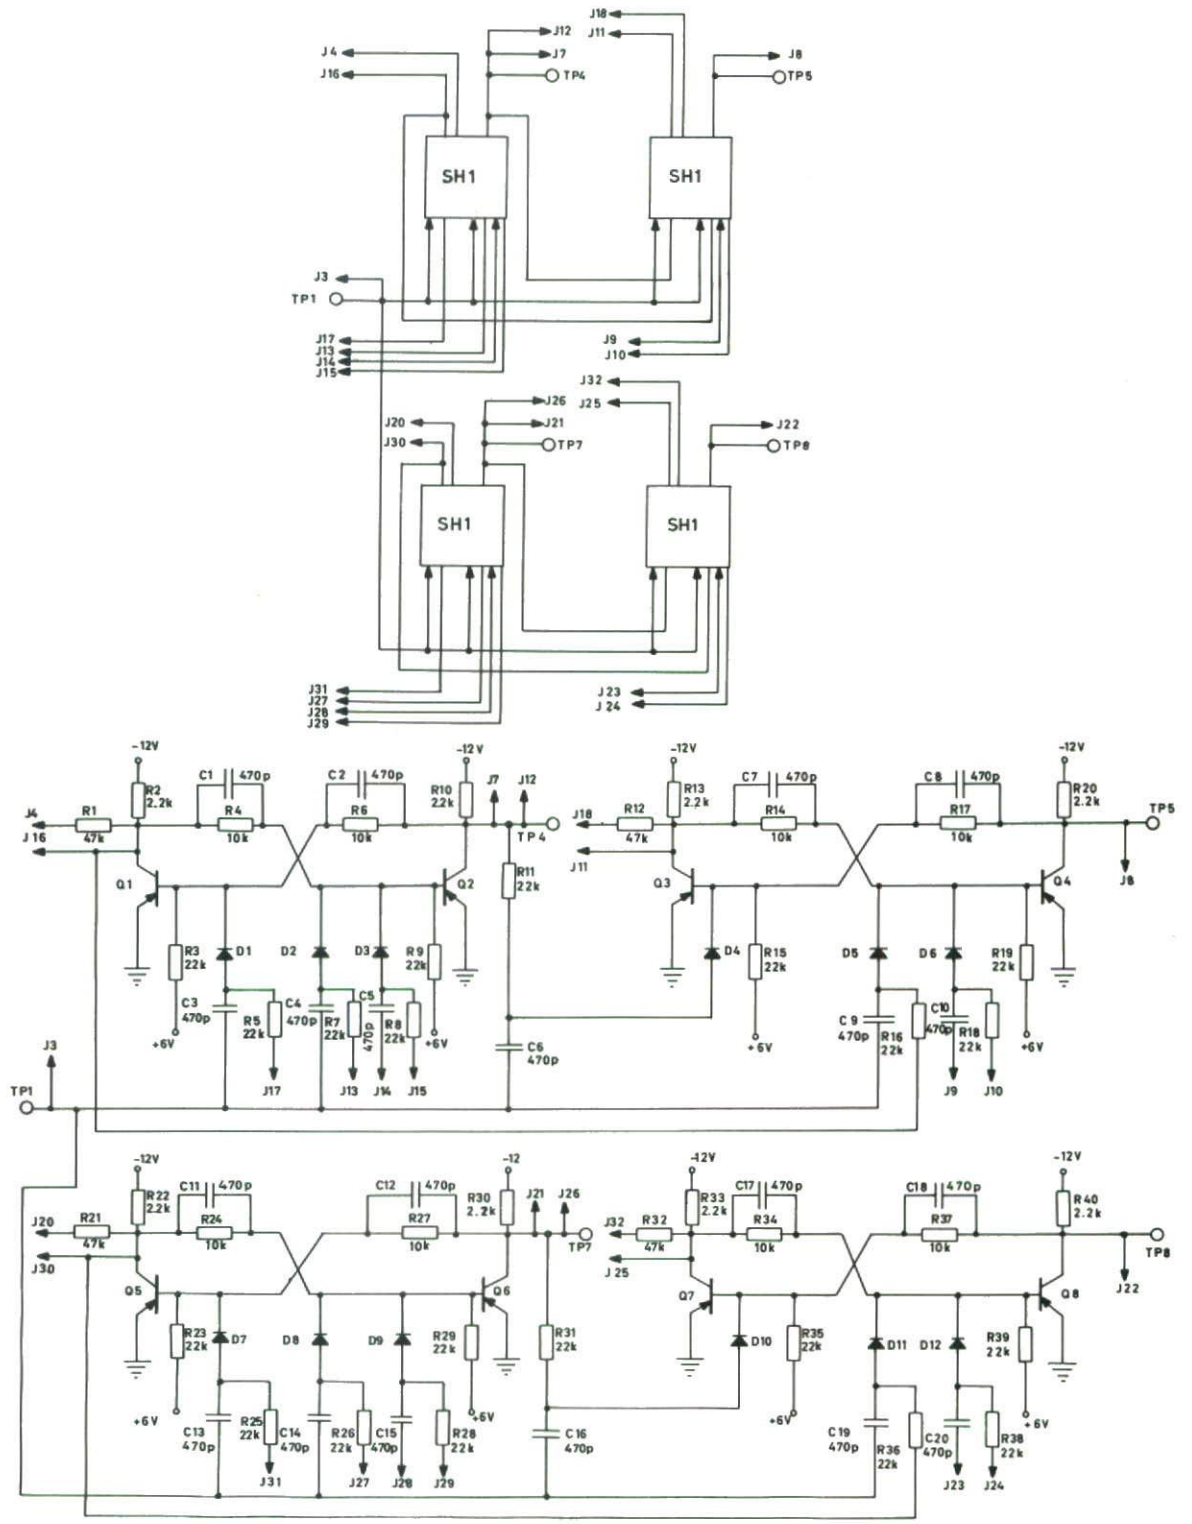 J18
J12
J11
J4
J7
J8
J16
TP4
TP5
SH1
SH1
J3
TP1
J17
J9
J13
J10
J14
J15
J32
J26
J25
J20
J21
J22
J30
TP7
TP8
SH1
SH1
J31
J23
J27
J24
J28
J29
-12V
-12V
-12V
-12V
C1 470p
C2 470p
C7 470p
C8 470p
R2
2.2k
R10
2.2k
J7
J12
R13
2.2k
R20
2.2k
J4
R1
47k
R4
10k
R6
10k
TP4
J18
R12
47k
R14
10k
R17
10k
TP5
J16
J11
Q1
Q2
R11
22k
Q3
Q4
J8
R3
22k
D1
D2
D3
R9
22k
D4
R15
22k
D5
D6
R19
22k
C3
470p
R5
22k
C4
470p
R7
22k
C5
470p
R8
22k
C9
470p
R16
22k
C10
470p
R18
22k
+6V
+6V
C6
470p
+6V
+6V
J3
J17
J13
J14
J15
J9
J10
TP1
-12V
-12
-12V
-12V
C11 470p
C12 470p
C17 470p
C18 470p
R22
2.2k
R30
2.2k
J21
J26
R33
2.2k
R40
2.2k
J20
R21
47k
R24
10k
R27
10k
TP7
J32
R32
47k
R34
10k
R37
10k
TP8
J30
J25
J22
Q5
Q6
Q7
Q8
R23
22k
D7
D8
D9
R29
22k
R31
22k
D10
R35
22k
D11
D12
R39
22k
+6V
+6V
+6V
+6V
C13
470p
R25
22k
C14
470p
R26
22k
C15
470p
R28
22k
C16
470p
C19
470p
R36
22k
C20
470p
R38
22k
J31
J27
J28
J29
J23
J24